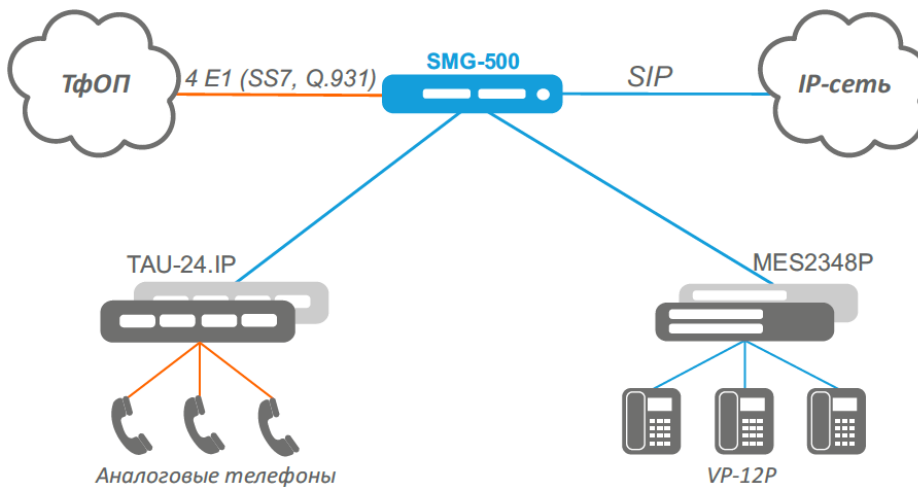 SMG-500
ТфОП
4 E1 (SS7, Q.931)
SIP
IP-сеть
TAU-24.IP
MES2348P
Аналоговые телефоны
VP-12P